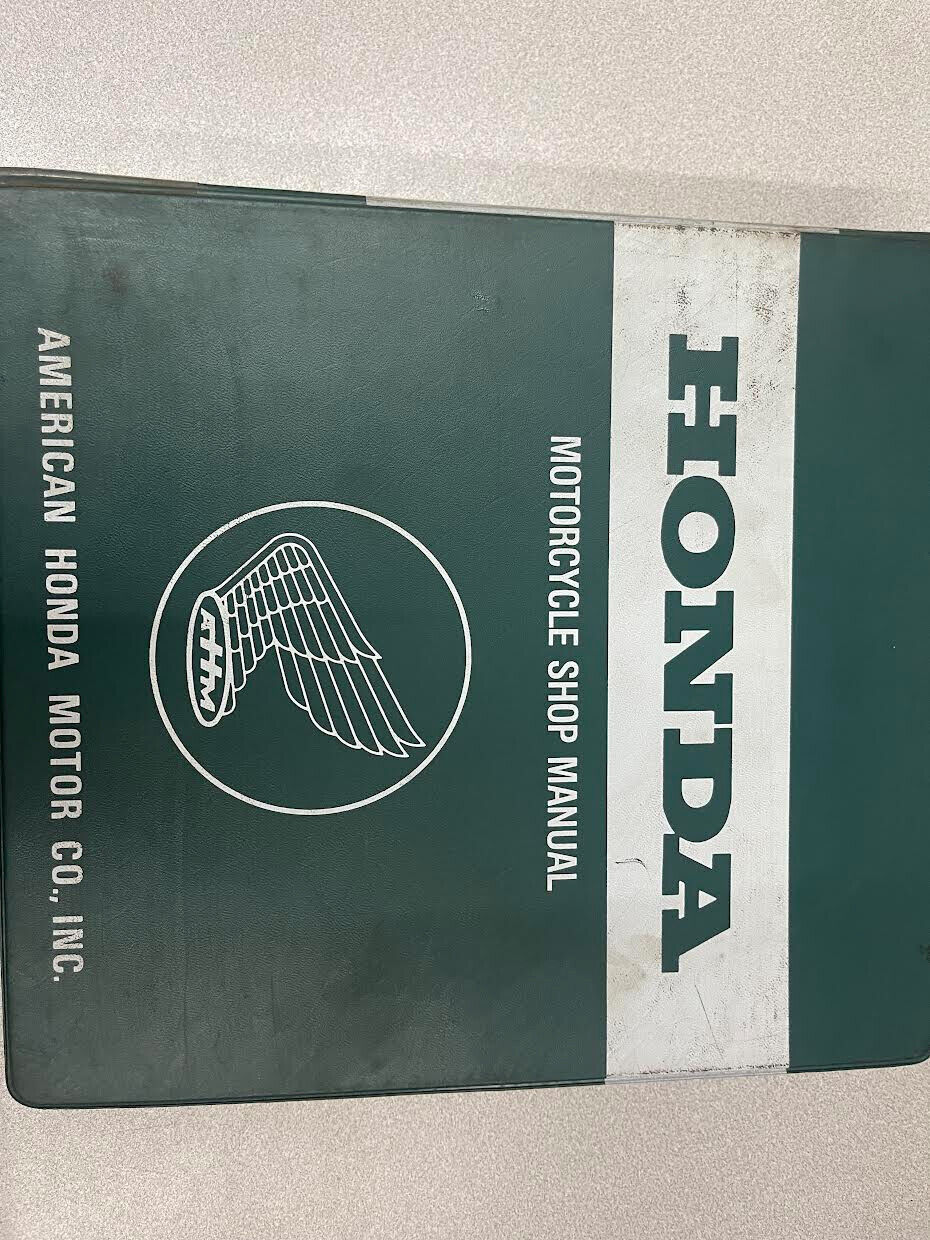 HONDA
MOTORCYCLE SHOP MANUAL
AHM
AMERICAN HONDA MOTOR CO., INC.